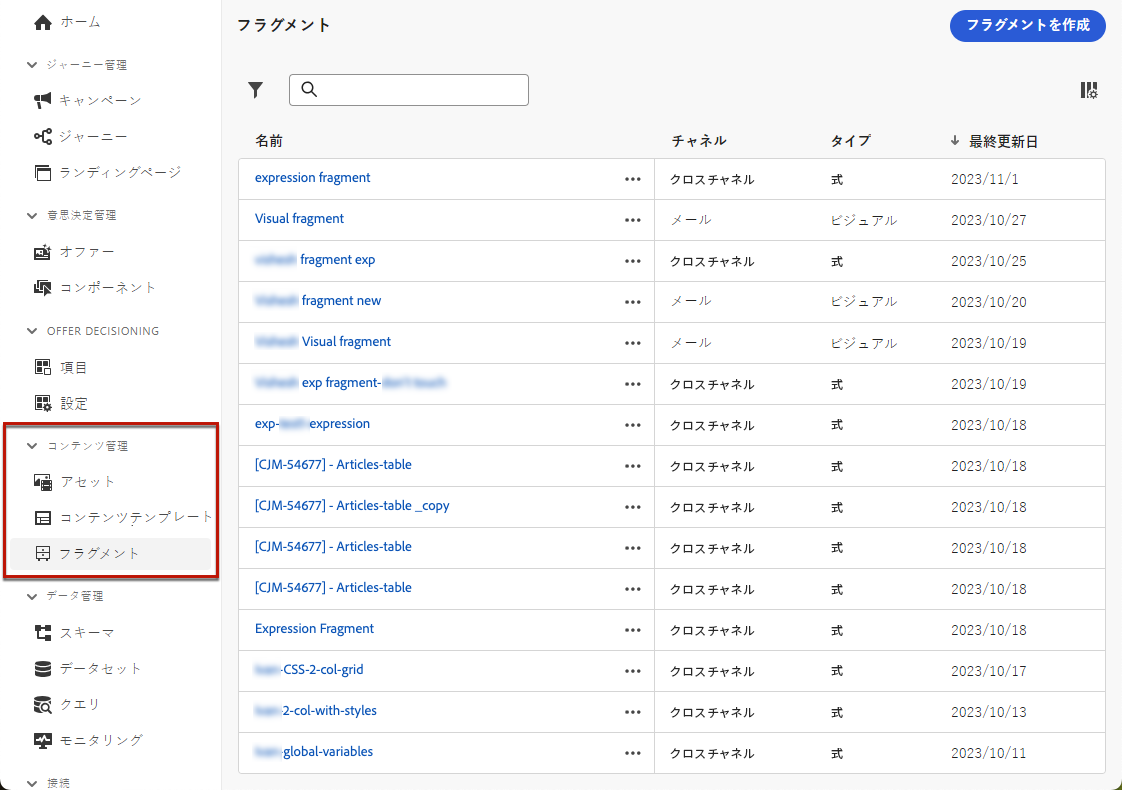 ホーム
ジャーニー管理
キャンペーン
ジャーニー
ランディングページ
意思決定管理
オファー
コンポーネント
OFFER DECISIONING
項目
設定
コンテンツ管理
アセット
コンテンツテンプレート
フラグメント
データ管理
スキーマ
データセット
クエリ
モニタリング
接続
フラグメント
フラグメントを作成
名前 チャネル タイプ 最終更新日
expression fragment クロスチャネル 式 2023/11/1
Visual fragment メール ビジュアル 2023/10/27
fragment exp クロスチャネル 式 2023/10/25
fragment new メール ビジュアル 2023/10/20
Visual fragment メール ビジュアル 2023/10/19
exp fragment- クロスチャネル 式 2023/10/19
exp- expression クロスチャネル 式 2023/10/18
[CJM-54677] - Articles-table クロスチャネル 式 2023/10/18
[CJM-54677] - Articles-table _copy クロスチャネル 式 2023/10/18
[CJM-54677] - Articles-table クロスチャネル 式 2023/10/18
[CJM-54677] - Articles-table クロスチャネル 式 2023/10/18
Expression Fragment クロスチャネル 式 2023/10/18
-CSS-2-col-grid クロスチャネル 式 2023/10/17
2-col-with-styles クロスチャネル 式 2023/10/13
-global-variables クロスチャネル 式 2023/10/11